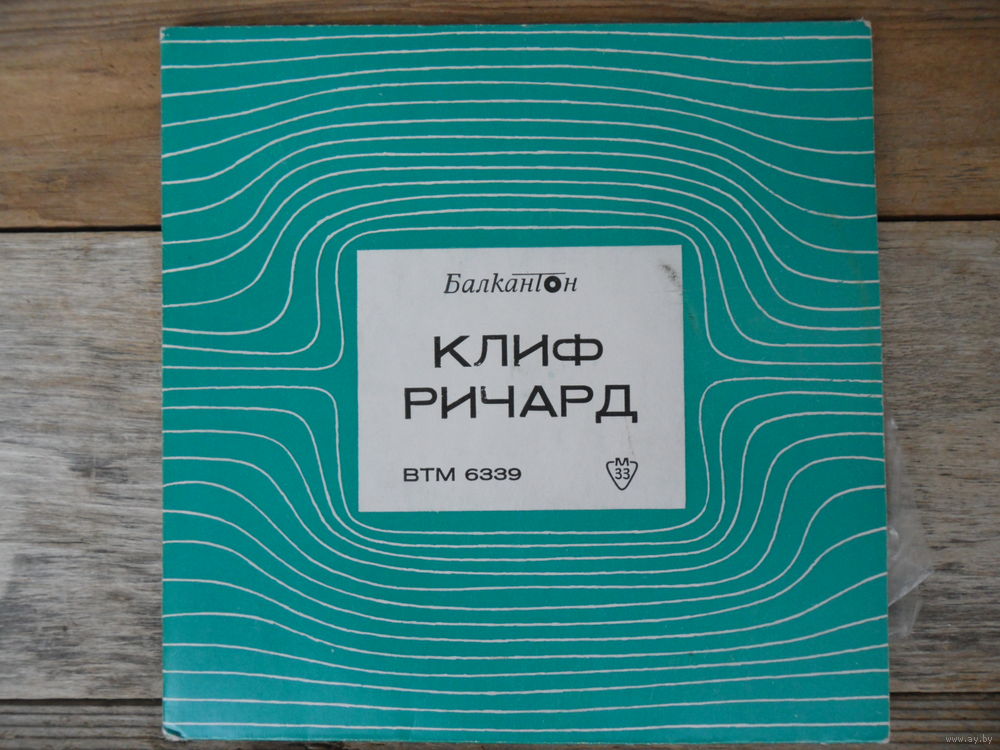 Балкантон
КЛИФ
РИЧАРД
ВТМ 6339
М
33
www.ay.by